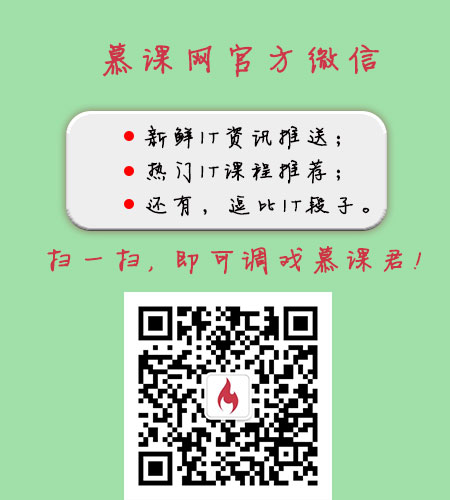 慕课网官方微信
新鲜IT资讯推送；
热门IT课程推荐；
还有，逗比IT段子。
扫一扫，即可调戏慕课君！